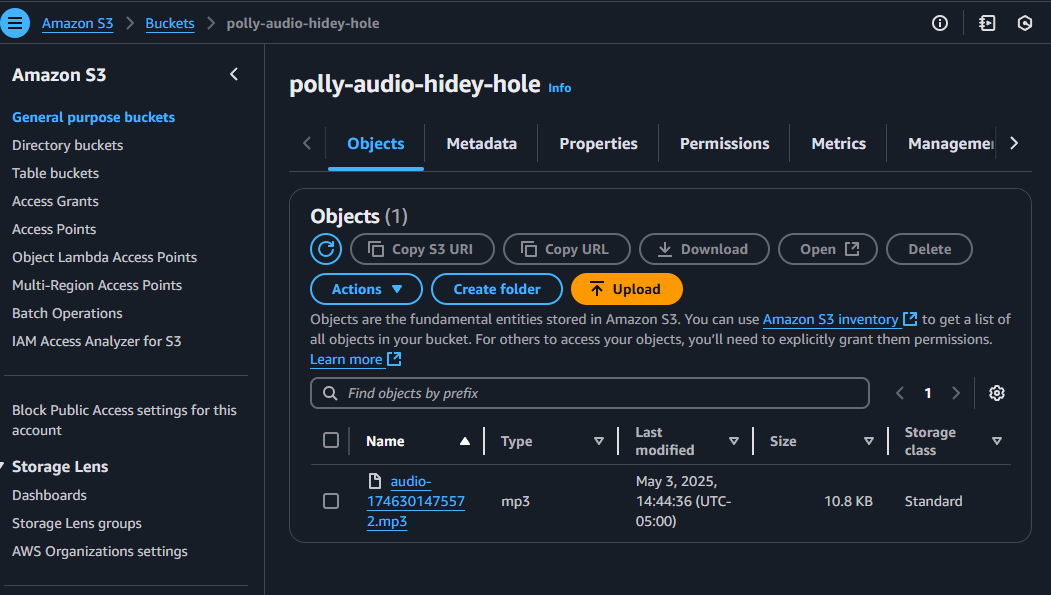 Amazon S3 > Buckets > polly-audio-hidey-hole
Amazon S3
General purpose buckets
Directory buckets
Table buckets
Access Grants
Access Points
Object Lambda Access Points
Multi-Region Access Points
Batch Operations
IAM Access Analyzer for S3
Block Public Access settings for this
account
Storage Lens
Dashboards
Storage Lens groups
AWS Organizations settings
polly-audio-hidey-hole Info
Objects Metadata Properties Permissions Metrics Managemen
Objects (1)
Copy S3 URI Copy URL Download Open Delete
Actions Create folder Upload
Objects are the fundamental entities stored in Amazon S3. You can use Amazon S3 inventory to get a list of
all objects in your bucket. For others to access your objects, you'll need to explicitly grant them permissions.
Learn more
Find objects by prefix
1
Name Type Last modified Size Storage class
audio-
174630147557
2.mp3
mp3
May 3, 2025,
14:44:36 (UTC-
05:00)
10.8 KB
Standard